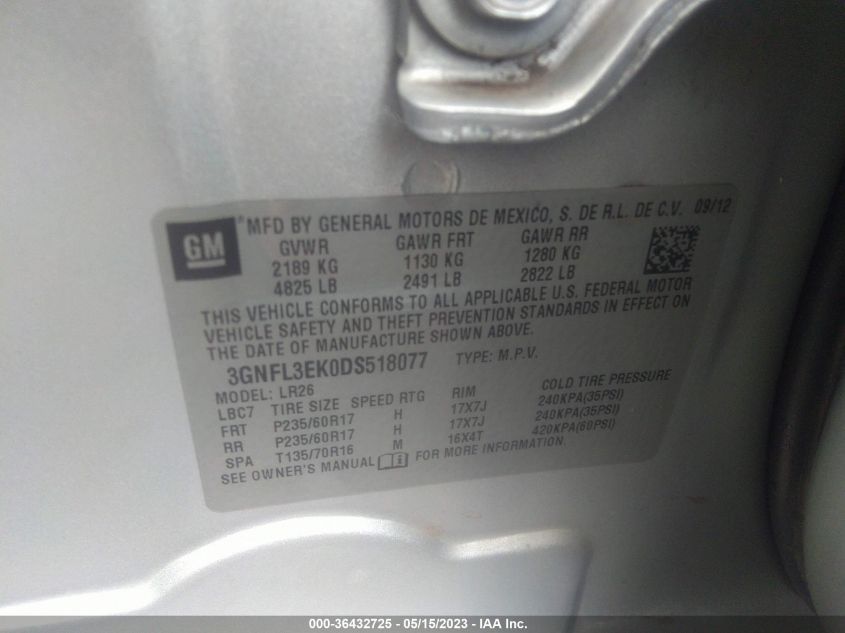 GM ® MFD BY GENERAL MOTORS DE MEXICO, S. DE R.L. DE C.V. 09/12
GVWR GAWR FRT GAWR RR
2189 KG 1130 KG 1280 KG
4825 LB 2491 LB 2822 LB
THIS VEHICLE CONFORMS TO ALL APPLICABLE U.S. FEDERAL MOTOR
VEHICLE SAFETY AND THEFT PREVENTION STANDARDS IN EFFECT ON
THE DATE OF MANUFACTURE SHOWN ABOVE.
3GNFL3EK0DS518077 TYPE: M.P.V.
MODEL: LR26
LBC7 TIRE SIZE SPEED RTG RIM COLD TIRE PRESSURE
FRT P235/60R17 H 17X7J 240KPA(35PSI)
RR P235/60R17 H 17X7J 240KPA(35PSI)
SPA T135/70R16 M 16X4T 420KPA(60PSI)
SEE OWNER'S MANUAL FOR MORE INFORMATION.
000-36432725 - 05/15/2023 - IAA Inc.